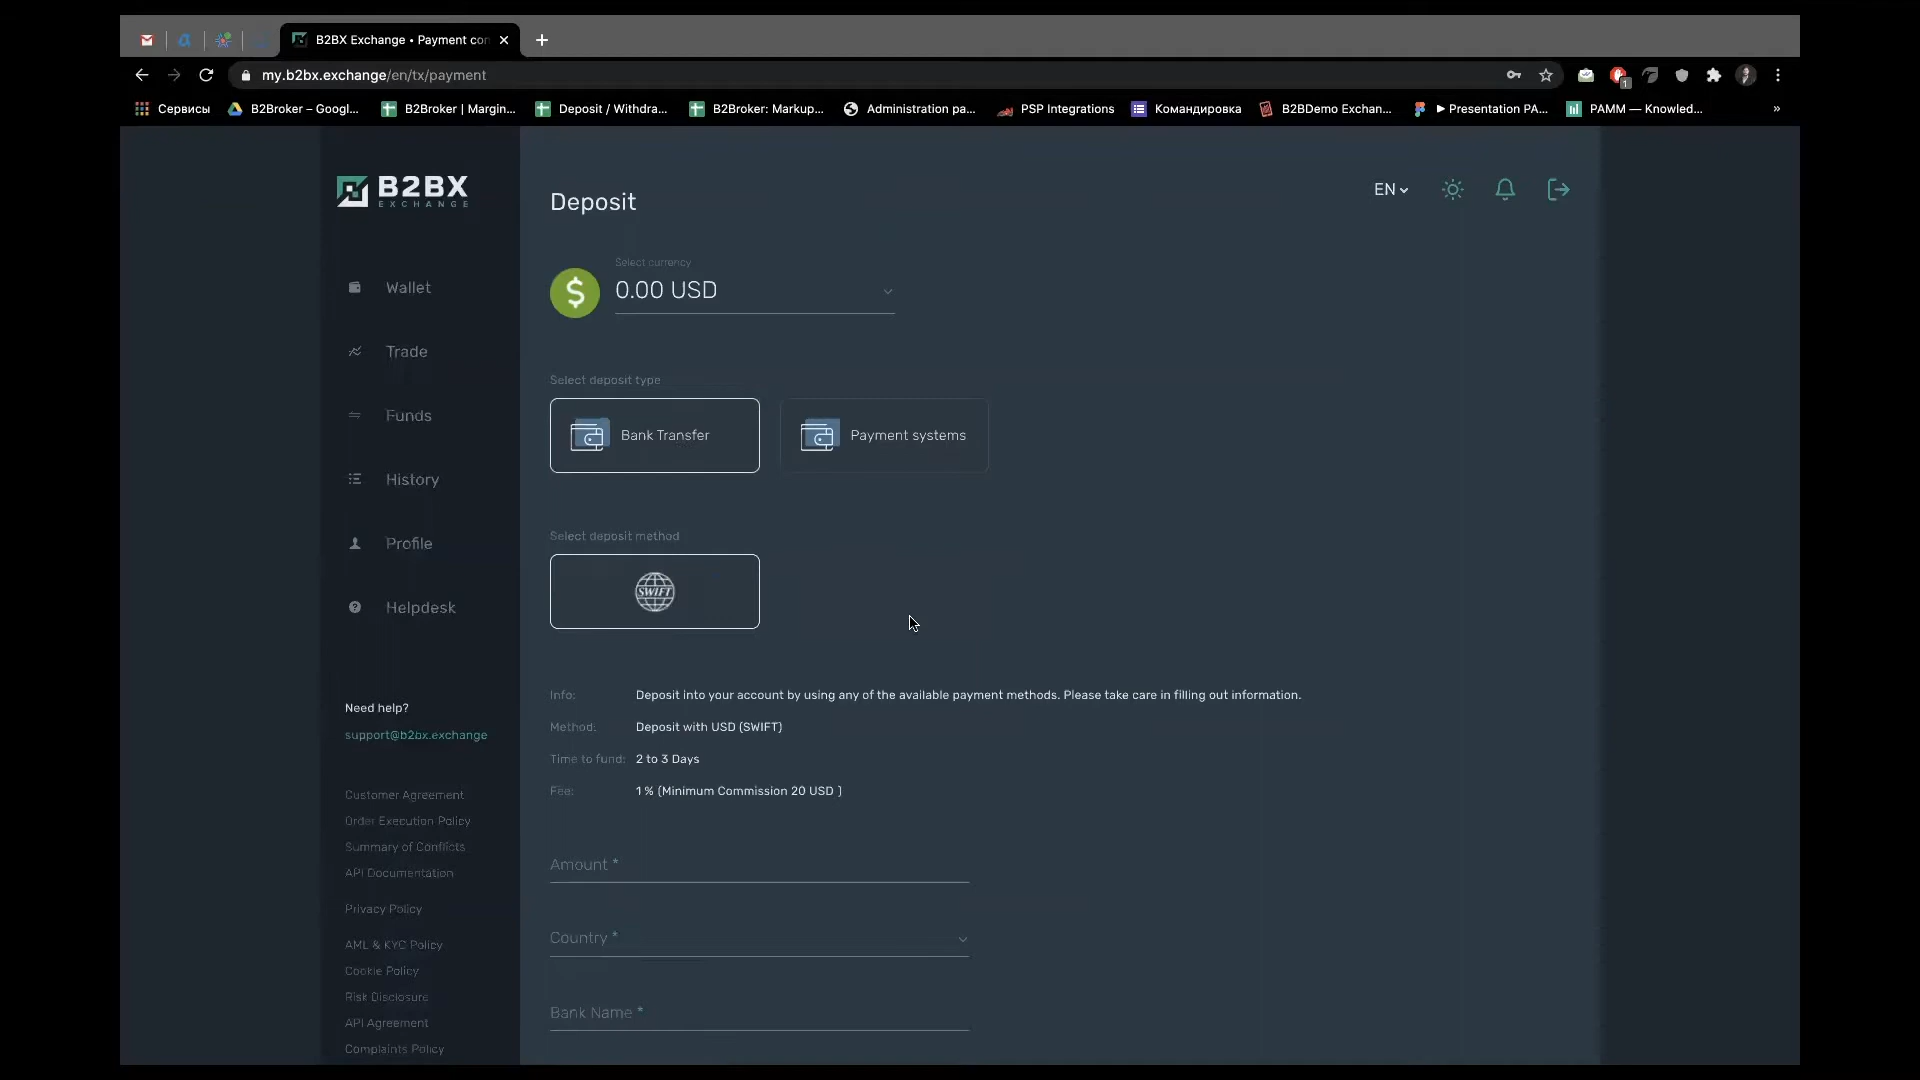 B2BX Exchange • Payment con
my.b2bx.exchange/en/tx/payment
Сервисы
B2Broker – Googl...
B2Broker | Margin...
Deposit / Withdra...
B2Broker: Markup...
Administration pa...
PSP Integrations
Командировка
B2BDemo Exchan...
► Presentation PA...
PAMM — Knowled...
»
B2BX
EXCHANGE
Wallet
Trade
Funds
History
Profile
Helpdesk
Need help?
support@b2bx.exchange
Customer Agreement
Order Execution Policy
Summary of Conflicts
API Documentation
Privacy Policy
AML & KYC Policy
Cookie Policy
Risk Disclosure
API Agreement
Complaints Policy
Deposit
EN
Select currency
$
0.00 USD
Select deposit type
Bank Transfer
Payment systems
Select deposit method
SWIFT
Info: Deposit into your account by using any of the available payment methods. Please take care in filling out information.
Method: Deposit with USD (SWIFT)
Time to fund: 2 to 3 Days
Fee: 1 % (Minimum Commission 20 USD )
Amount *
Country *
Bank Name *